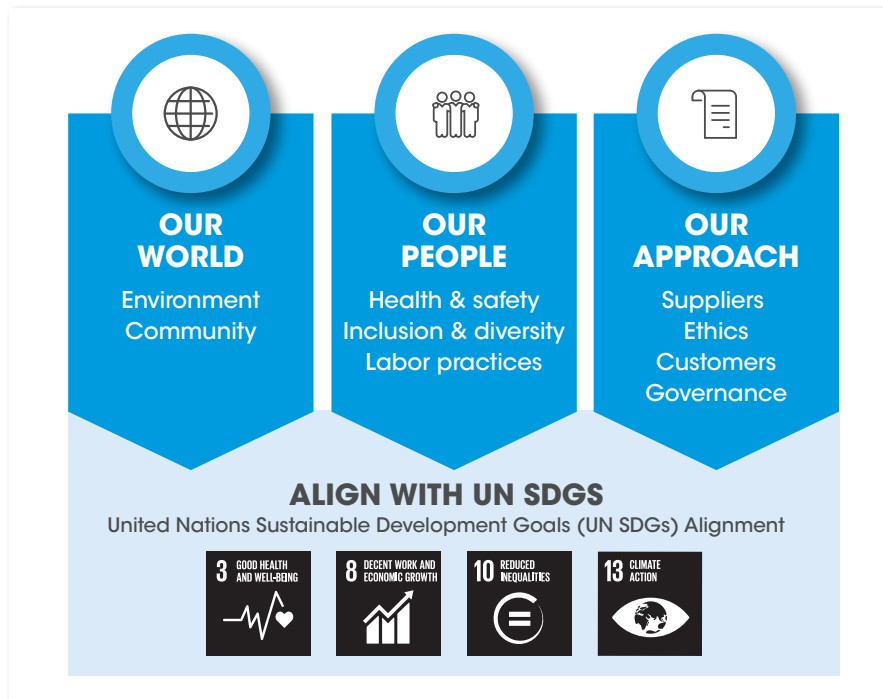 OUR
WORLD
Environment
Community
OUR
PEOPLE
Health & safety
Inclusion & diversity
Labor practices
OUR
APPROACH
Suppliers
Ethics
Customers
Governance
ALIGN WITH UN SDGS
United Nations Sustainable Development Goals (UN SDGs) Alignment
3 GOOD HEALTH
AND WELL-BEING
8 DECENT WORK AND
ECONOMIC GROWTH
10 REDUCED
INEQUALITIES
13 CLIMATE
ACTION